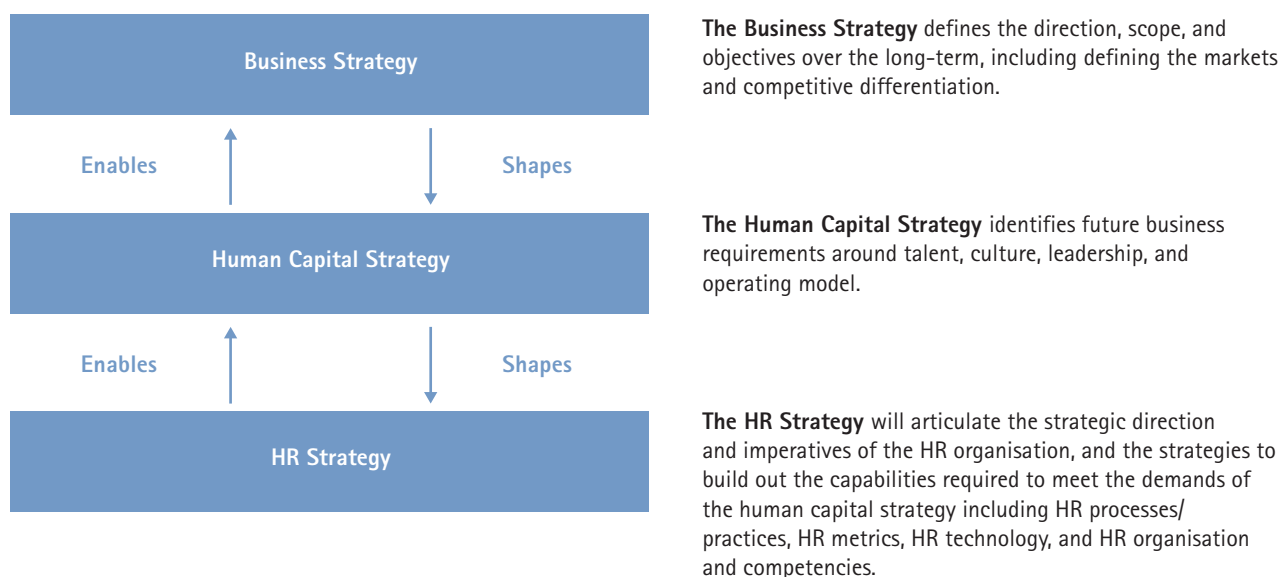 Business Strategy
The Business Strategy defines the direction, scope, and
objectives over the long-term, including defining the markets
and competitive differentiation.
Enables
Shapes
Human Capital Strategy
The Human Capital Strategy identifies future business
requirements around talent, culture, leadership, and
operating model.
Enables
Shapes
HR Strategy
The HR Strategy will articulate the strategic direction
and imperatives of the HR organisation, and the strategies to
build out the capabilities required to meet the demands of
the human capital strategy including HR processes/
practices, HR metrics, HR technology, and HR organisation
and competencies.